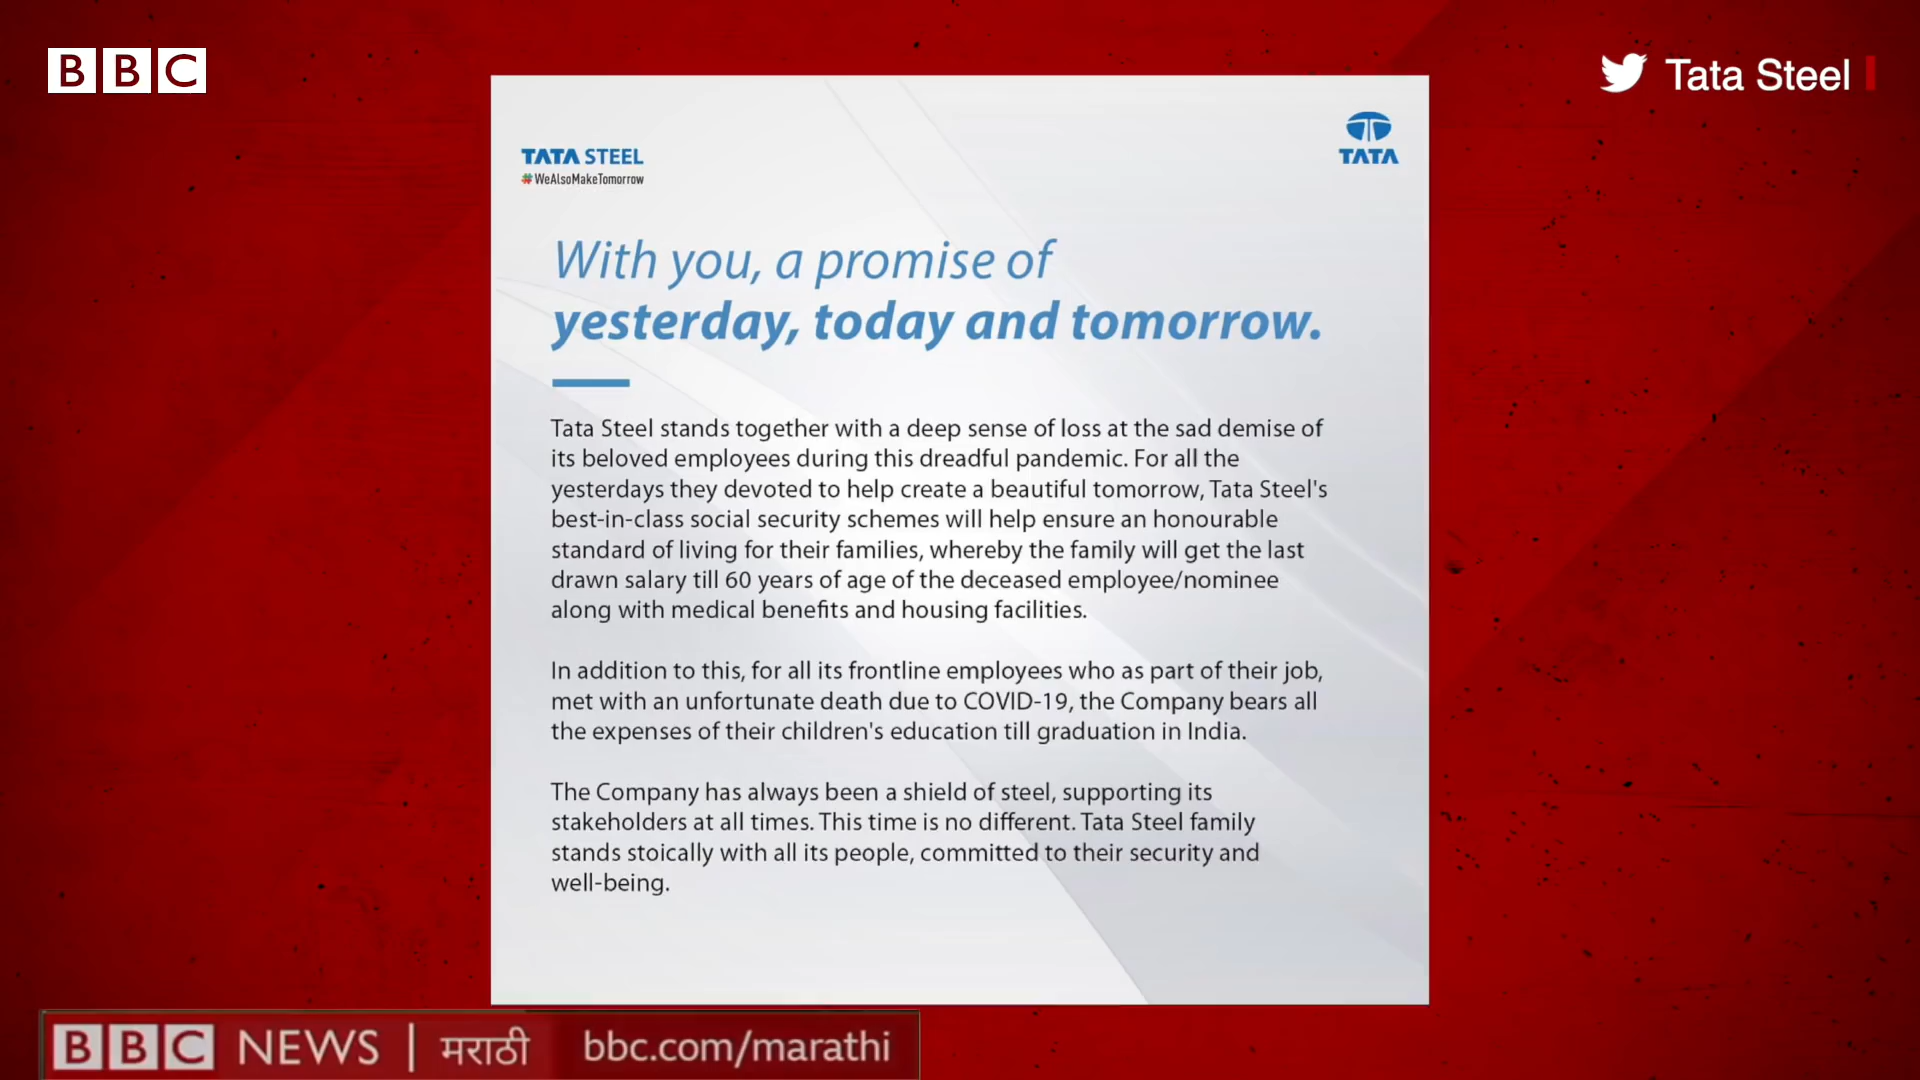 BBC
Tata Steel
TATA STEEL
#WeAlsoMakeTomorrow
TATA
With you, a promise of
yesterday, today and tomorrow.
Tata Steel stands together with a deep sense of loss at the sad demise of
its beloved employees during this dreadful pandemic. For all the
yesterdays they devoted to help create a beautiful tomorrow, Tata Steel's
best-in-class social security schemes will help ensure an honourable
standard of living for their families, whereby the family will get the last
drawn salary till 60 years of age of the deceased employee/nominee
along with medical benefits and housing facilities.
In addition to this, for all its frontline employees who as part of their job,
met with an unfortunate death due to COVID-19, the Company bears all
the expenses of their children's education till graduation in India.
The Company has always been a shield of steel, supporting its
stakeholders at all times. This time is no different. Tata Steel family
stands stoically with all its people, committed to their security and
well-being.
BBC NEWS | मराठी bbc.com/marathi